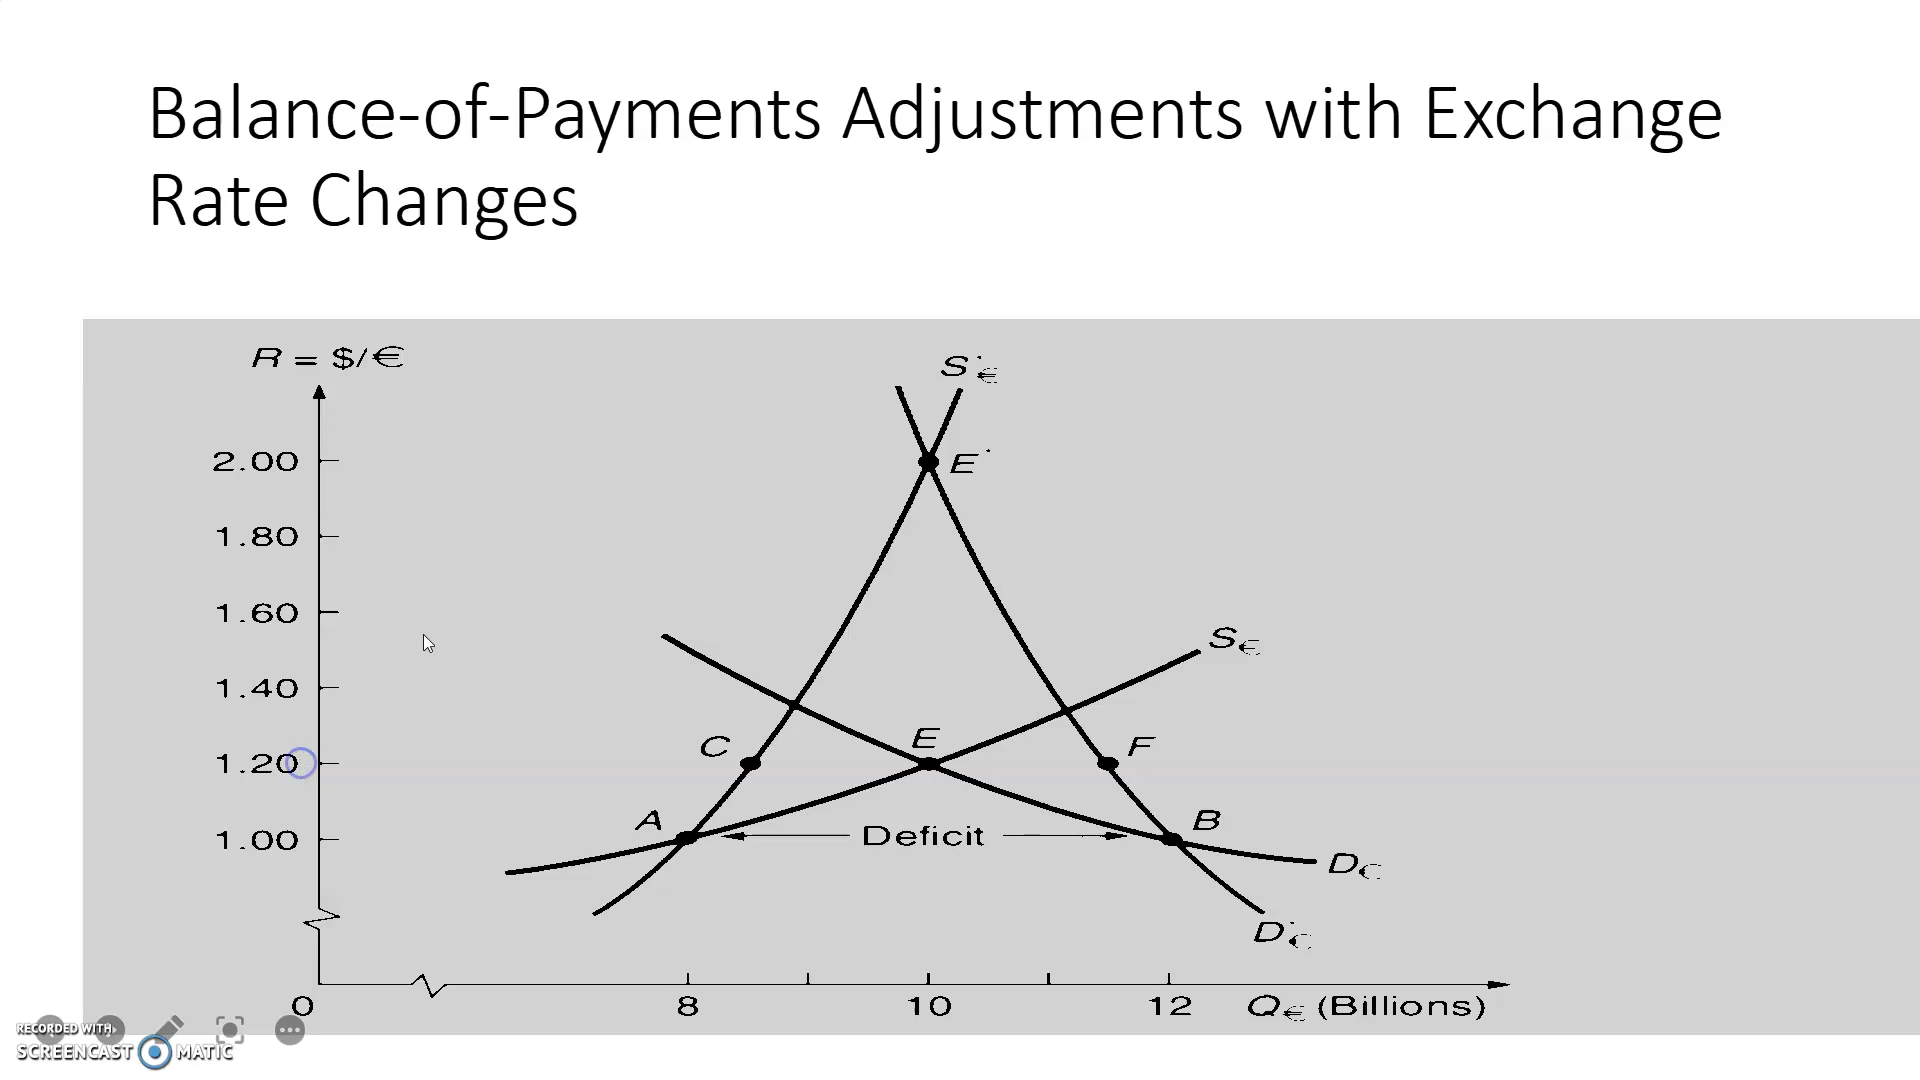 Balance-of-Payments Adjustments with Exchange
Rate Changes
R = $/€
S'€
2.00
E'
1.80
1.60
S€
1.40
C
E
F
1.20
A
B
1.00
Deficit
D€
D'€
0
8
10
12
Q€ (Billions)
RECORDED WITH
SCREENCAST MATIC